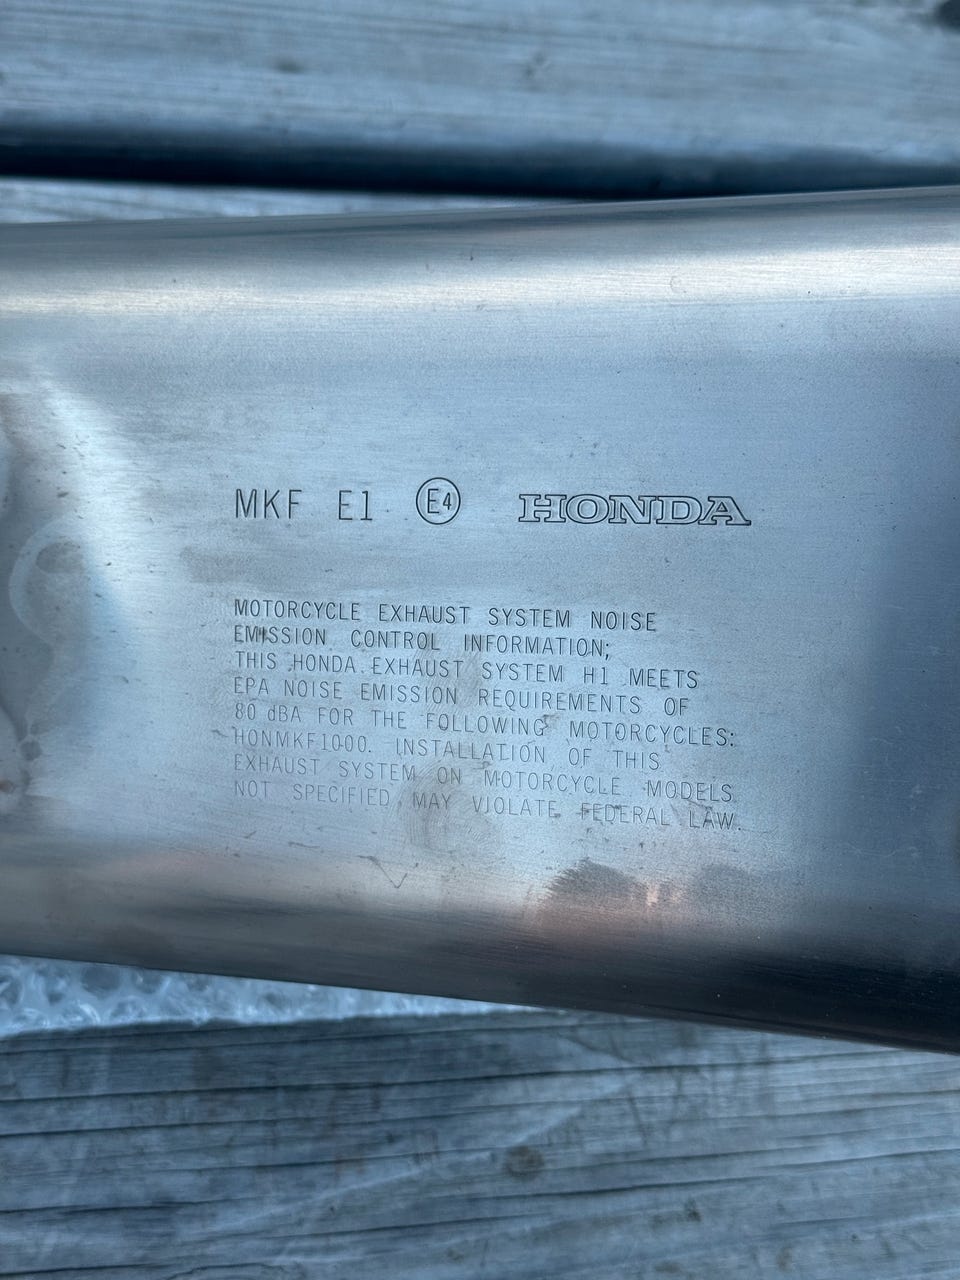 MKF E1 E4 HONDA
MOTORCYCLE EXHAUST SYSTEM NOISE
EMISSION CONTROL INFORMATION;
THIS HONDA EXHAUST SYSTEM H1 MEETS
EPA NOISE EMISSION REQUIREMENTS OF
80 dBA FOR THE FOLLOWING MOTORCYCLES:
HONMKF1000. INSTALLATION OF THIS
EXHAUST SYSTEM ON MOTORCYCLE MODELS
NOT SPECIFIED MAY VIOLATE FEDERAL LAW.